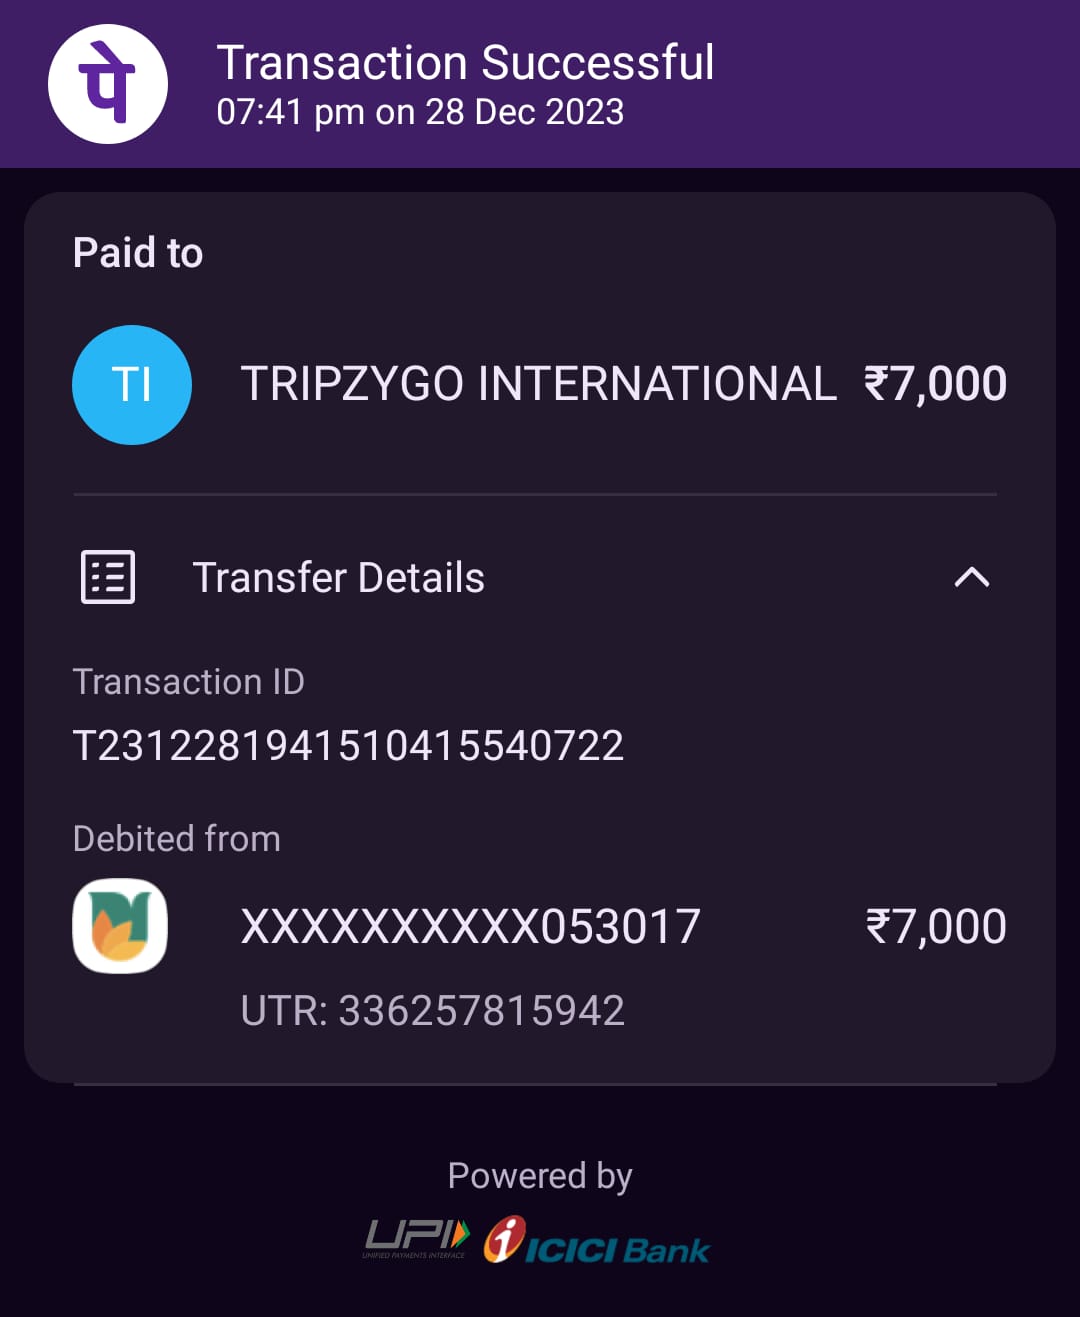 पे
Transaction Successful
07:41 pm on 28 Dec 2023
Paid to
TI
TRIPZYGO INTERNATIONAL ₹7,000
Transfer Details
Transaction ID
T2312281941510415540722
Debited from
XXXXXXXXXX053017 ₹7,000
UTR: 336257815942
Powered by
UPI
UNIFIED PAYMENTS INTERFACE
i ICICI Bank